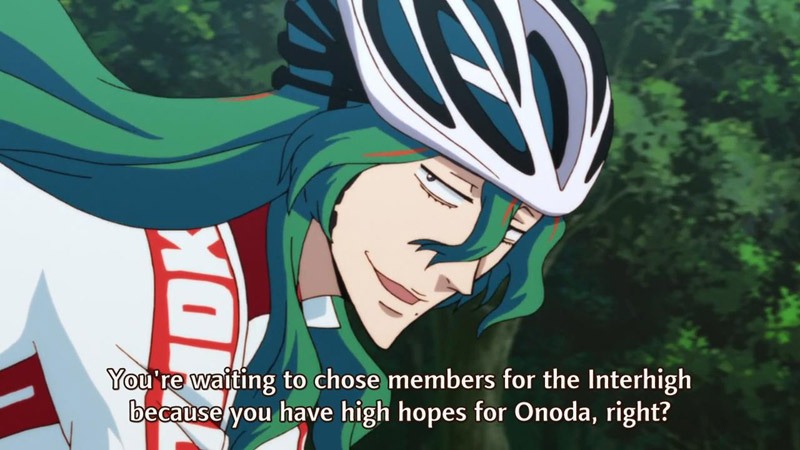 You're waiting to chose members for the Interhigh
because you have high hopes for Onoda, right?